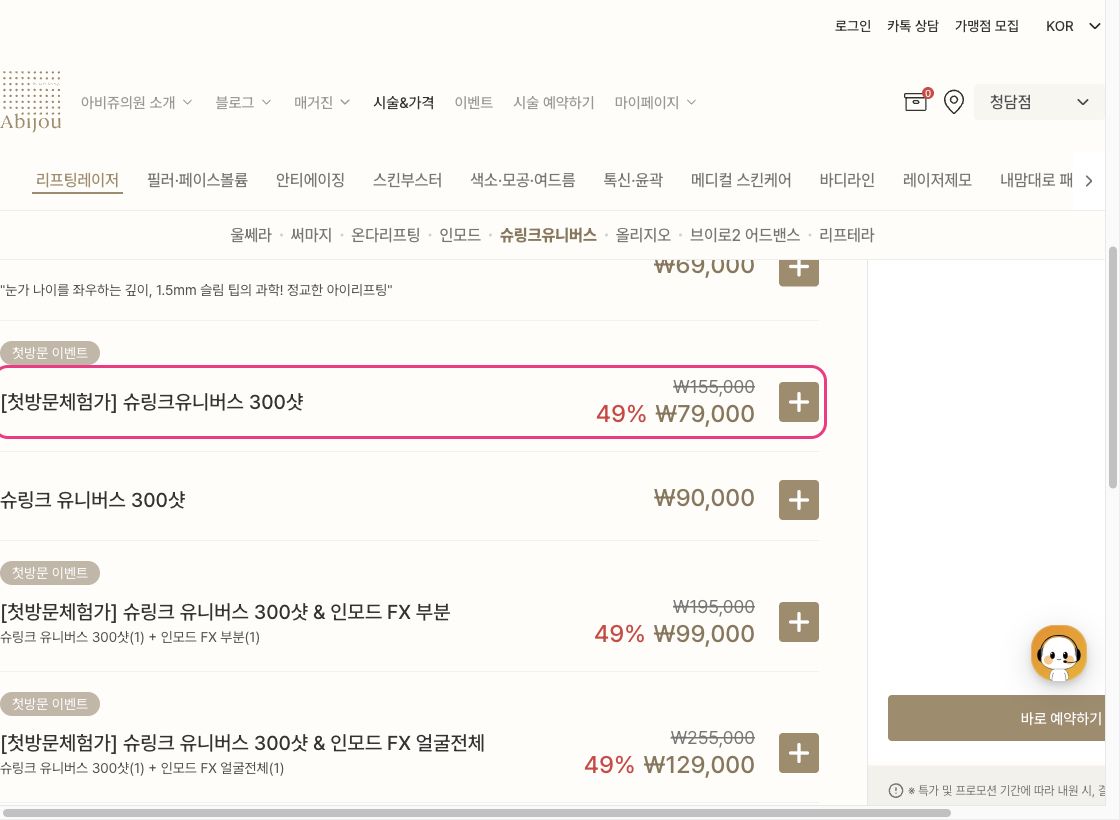 로그인 카톡 상담 가맹점 모집 KOR
Abijou
아비쥬의원 소개 블로그 매거진 시술&가격 이벤트 시술 예약하기 마이페이지 0 청담점
리프팅레이저 필러·페이스볼륨 안티에이징 스킨부스터 색소·모공·여드름 톡신·윤곽 메디컬 스킨케어 바디라인 레이저제모 내맘대로 패
울쎄라 · 써마지 · 온다리프팅 · 인모드 · 슈링크유니버스 · 올리지오 · 브이로2 어드밴스 · 리프테라
₩69,000
"눈가 나이를 좌우하는 깊이, 1.5mm 슬림 팁의 과학! 정교한 아이리프팅"
첫방문 이벤트
[첫방문체험가] 슈링크유니버스 300샷
₩155,000
49% ₩79,000
슈링크 유니버스 300샷
₩90,000
첫방문 이벤트
[첫방문체험가] 슈링크 유니버스 300샷 & 인모드 FX 부분
슈링크 유니버스 300샷(1) + 인모드 FX 부분(1)
₩195,000
49% ₩99,000
첫방문 이벤트
[첫방문체험가] 슈링크 유니버스 300샷 & 인모드 FX 얼굴전체
슈링크 유니버스 300샷(1) + 인모드 FX 얼굴전체(1)
₩255,000
49% ₩129,000
바로 예약하기
※ 특가 및 프로모션 기간에 따라 내원 시, 결